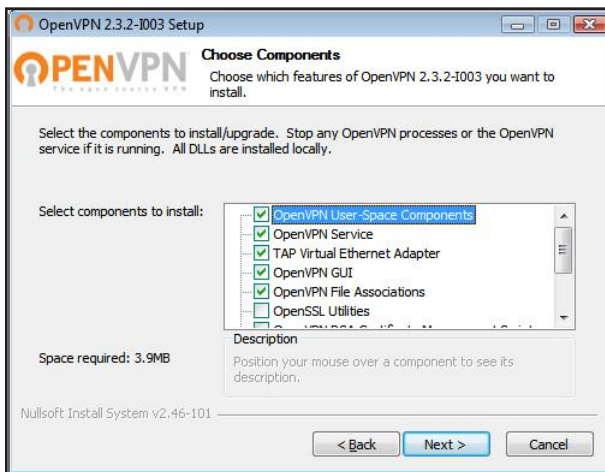 OpenVPN 2.3.2-I003 Setup
OPENVPN
The open source VPN
Choose Components
Choose which features of OpenVPN 2.3.2-I003 you want to
install.
Select the components to install/upgrade. Stop any OpenVPN processes or the OpenVPN
service if it is running. All DLLs are installed locally.
Select components to install:
OpenVPN User-Space Components
OpenVPN Service
TAP Virtual Ethernet Adapter
OpenVPN GUI
OpenVPN File Associations
OpenSSL Utilities
Description
Space required: 3.9MB
Position your mouse over a component to see its
description.
Nullsoft Install System v2.46-101
< Back
Next >
Cancel